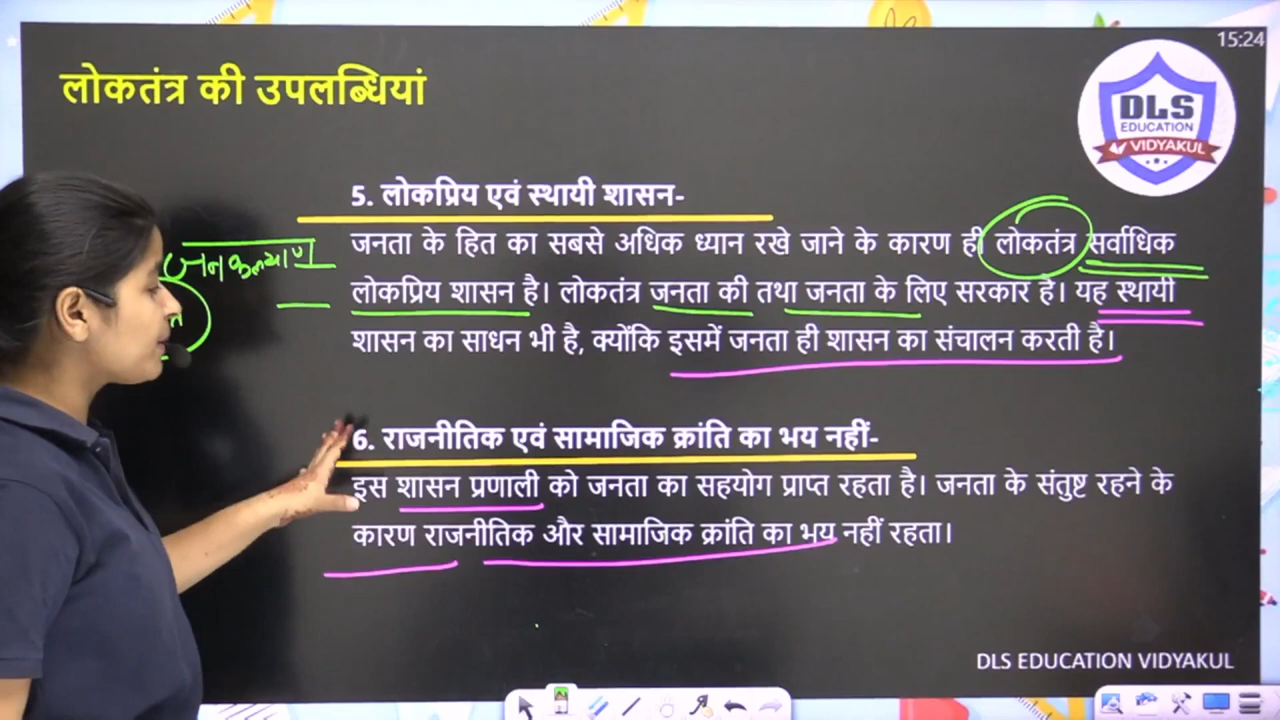 15:24
लोकतंत्र की उपलब्धियां
DLS
EDUCATION
VIDYAKUL
5. लोकप्रिय एवं स्थायी शासन-
जनता के हित का सबसे अधिक ध्यान रखे जाने के कारण ही लोकतंत्र सर्वाधिक
जनकल्याण
लोकप्रिय शासन है। लोकतंत्र जनता की तथा जनता के लिए सरकार है। यह स्थायी
शासन का साधन भी है, क्योंकि इसमें जनता ही शासन का संचालन करती है।
6. राजनीतिक एवं सामाजिक क्रांति का भय नहीं-
इस शासन प्रणाली को जनता का सहयोग प्राप्त रहता है। जनता के संतुष्ट रहने के
कारण राजनीतिक और सामाजिक क्रांति का भय नहीं रहता।
DLS EDUCATION VIDYAKUL